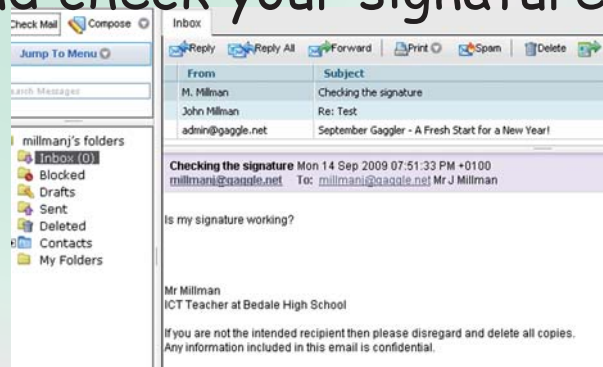 check your signature
Check Mail Compose
Jump To Menu
Search Messages
millmanj's folders
Inbox (0)
Blocked
Drafts
Sent
Deleted
Contacts
My Folders
Inbox
Reply Reply All Forward Print Spam Delete
From Subject
M. Millman Checking the signature
John Millman Re: Test
admin@gaggle.net September Gaggler - A Fresh Start for a New Year!
Checking the signature Mon 14 Sep 2009 07:51:33 PM +0100
millmanj@gaggle.net To: millmanj@gaggle.net Mr J Millman
Is my signature working?
Mr Millman
ICT Teacher at Bedale High School
If you are not the intended recipient then please disregard and delete all copies.
Any information included in this email is confidential.